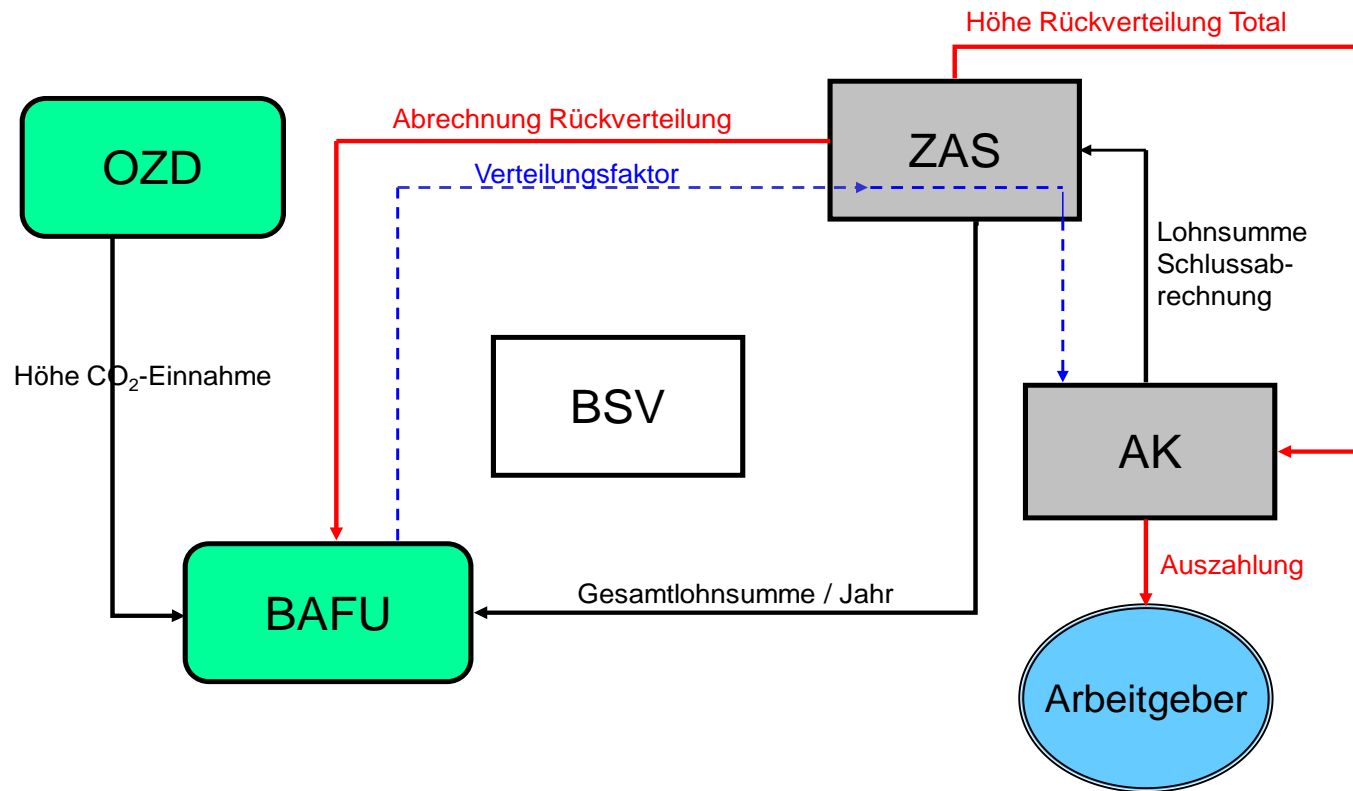 Höhe Rückverteilung Total
Abrechnung Rückverteilung
OZD
ZAS
Verteilungsfaktor
Lohnsumme
Schlussab-
rechnung
Höhe CO₂-Einnahme
BSV
AK
Auszahlung
Gesamtlohnsumme / Jahr
BAFU
Arbeitgeber